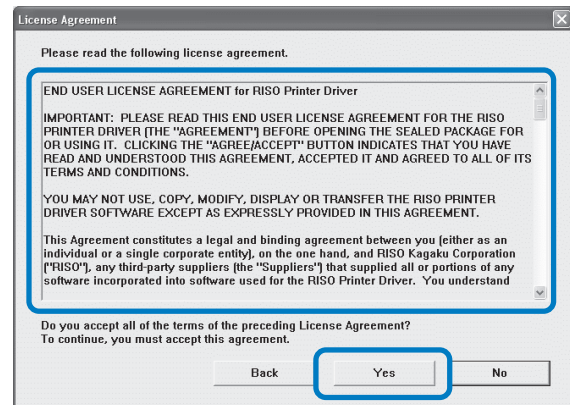 License Agreement
Please read the following license agreement.
END USER LICENSE AGREEMENT for RISO Printer Driver
IMPORTANT:  PLEASE READ THIS END USER LICENSE AGREEMENT FOR THE RISO
PRINTER DRIVER (THE "AGREEMENT") BEFORE OPENING THE SEALED PACKAGE FOR
OR USING IT.  CLICKING THE "AGREE/ACCEPT" BUTTON INDICATES THAT YOU HAVE
READ AND UNDERSTOOD THIS AGREEMENT, ACCEPTED IT AND AGREED TO ALL OF ITS
TERMS AND CONDITIONS.
YOU MAY NOT USE, COPY, MODIFY, DISPLAY OR TRANSFER THE RISO PRINTER
DRIVER SOFTWARE EXCEPT AS EXPRESSLY PROVIDED IN THIS AGREEMENT.
This Agreement constitutes a legal and binding agreement between you (either as an
individual or a single corporate entity), on the one hand, and RISO Kagaku Corporation
("RISO"), any third-party suppliers (the "Suppliers") that supplied all or portions of any
software incorporated into software used for the RISO Printer Driver.  You understand
Do you accept all of the terms of the preceding License Agreement?
To continue, you must accept this agreement.
Back Yes No